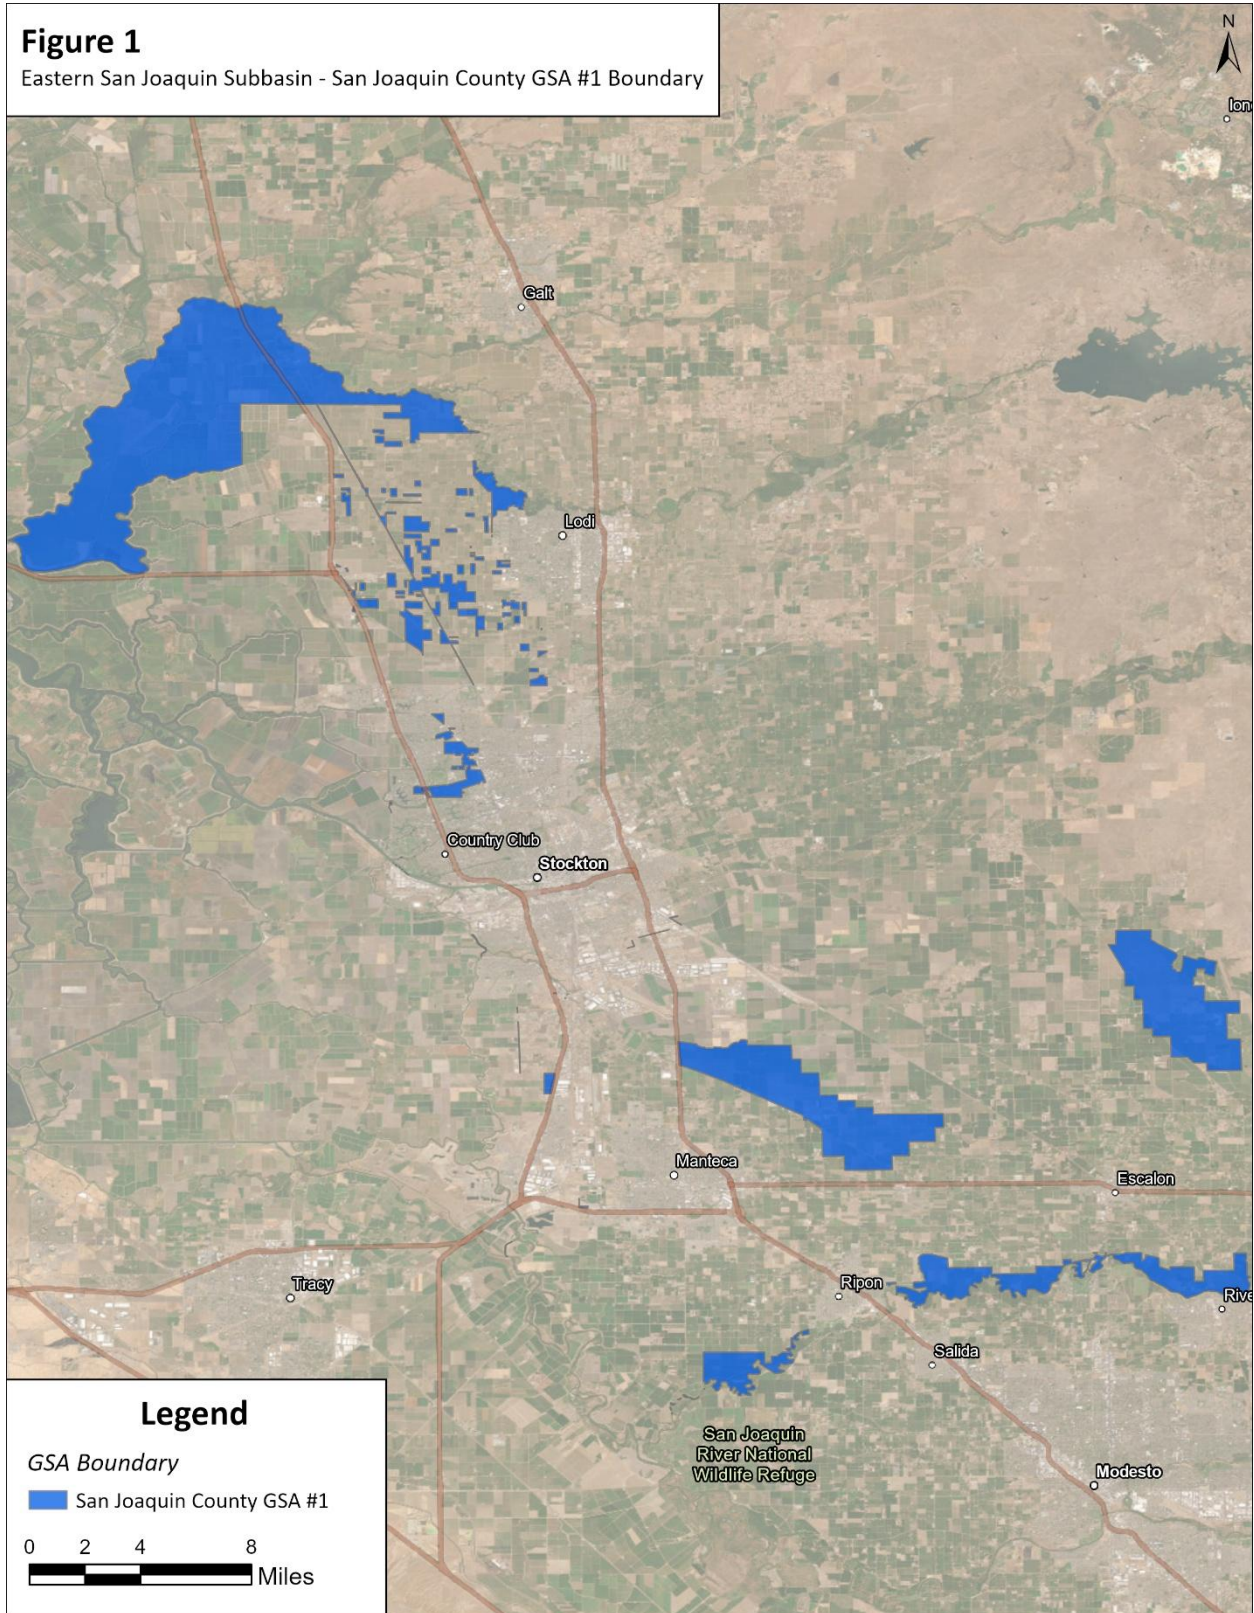 Figure 1
Eastern San Joaquin Subbasin - San Joaquin County GSA #1 Boundary
N
Ion
Galt
Lodi
Country Club
Stockton
Manteca
Escalon
Tracy
Ripon
Rive
Salida
San Joaquin
River National
Wildlife Refuge
Modesto
Legend
GSA Boundary
San Joaquin County GSA #1
0 2 4 8
Miles